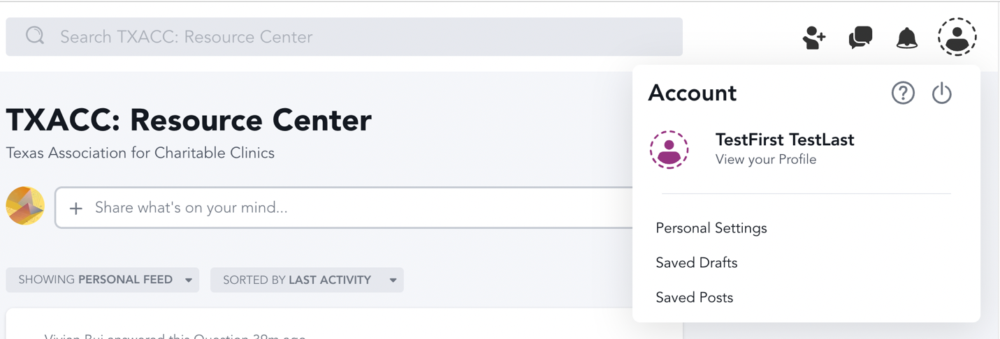 Search TXACC: Resource Center
Account
TXACC: Resource Center
Texas Association for Charitable Clinics
TestFirst TestLast
View your Profile
Share what's on your mind...
Personal Settings
Saved Drafts
Saved Posts
SHOWING PERSONAL FEED
SORTED BY LAST ACTIVITY
Vivian Bui answered this Question 39m ago